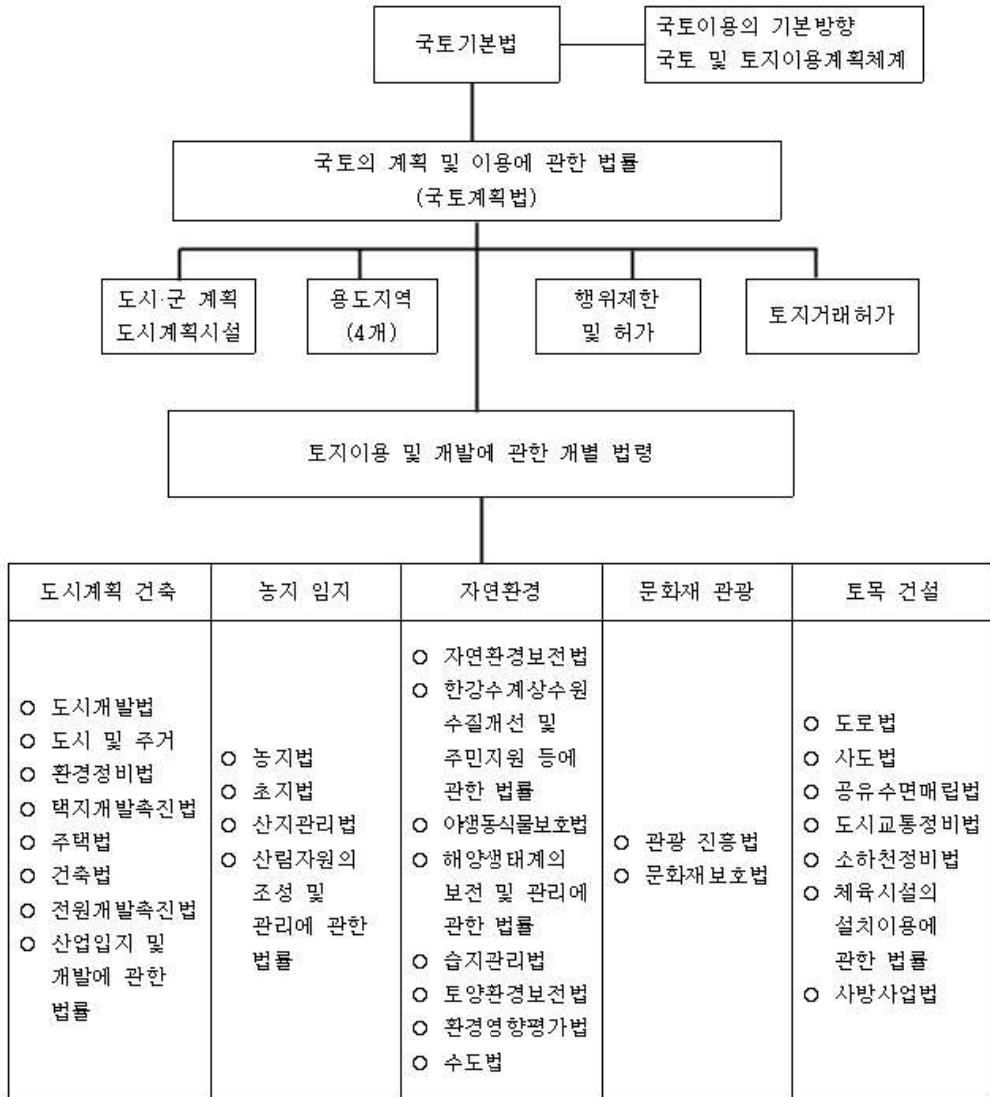 국토기본법
국토이용의 기본방향
국토 및 토지이용계획체계
국토의 계획 및 이용에 관한 법률
(국토계획법)
도시·군 계획
도시계획시설
용도지역
(4개)
행위제한
및 허가
토지거래허가
토지이용 및 개발에 관한 개별 법령
도시계획 건축
○ 도시개발법
○ 도시 및 주거
○ 환경정비법
○ 택지개발촉진법
○ 주택법
○ 건축법
○ 전원개발촉진법
○ 산업입지 및
개발에 관한
법률
농지 임지
○ 농지법
○ 초지법
○ 산지관리법
○ 산림자원의
조성 및
관리에 관한
법률
자연환경
○ 자연환경보전법
○ 한강수계상수원
수질개선 및
주민지원 등에
관한 법률
○ 야생동식물보호법
○ 해양생태계의
보전 및 관리에
관한 법률
○ 습지관리법
○ 토양환경보전법
○ 환경영향평가법
○ 수도법
문화재 관광
○ 관광 진흥법
○ 문화재보호법
토목 건설
○ 도로법
○ 사도법
○ 공유수면매립법
○ 도시교통정비법
○ 소하천정비법
○ 체육시설의
설치이용에
관한 법률
○ 사방사업법